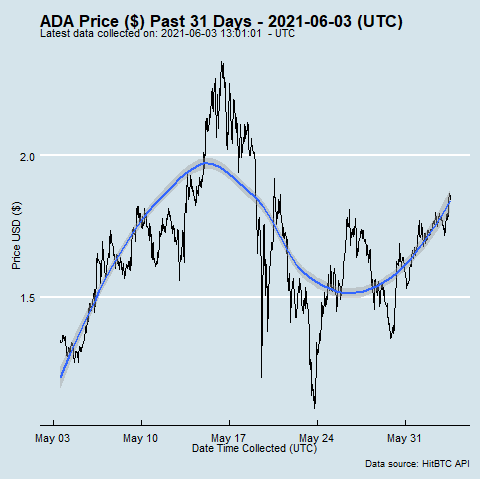 ADA Price ($) Past 31 Days - 2021-06-03 (UTC)
Latest data collected on: 2021-06-03 13:01:01 - UTC
Price USD ($)
2.0
1.5
May 03 May 10 May 17 May 24 May 31
Date Time Collected (UTC)
Data source: HitBTC API